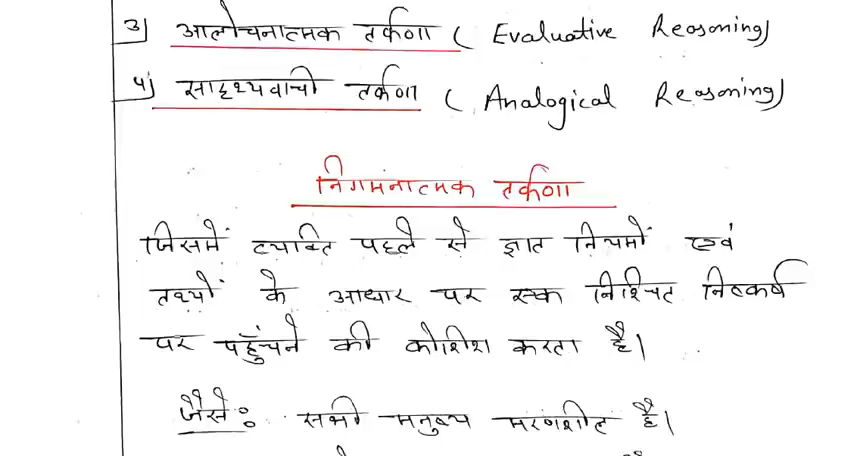 3) आलोचनात्मक तर्कणा ( Evaluative Reasoning)
4) सादृश्यवाची तर्कणा ( Analogical Reasoning)
निगमनात्मक तर्कणा
जिसमें व्यक्ति पहले से ज्ञात नियमों एवं
तथ्यों के आधार पर एक निश्चित निष्कर्ष
पर पहुँचने की कोशिश करता है।
जैसे: सभी मनुष्य मरणशील है।